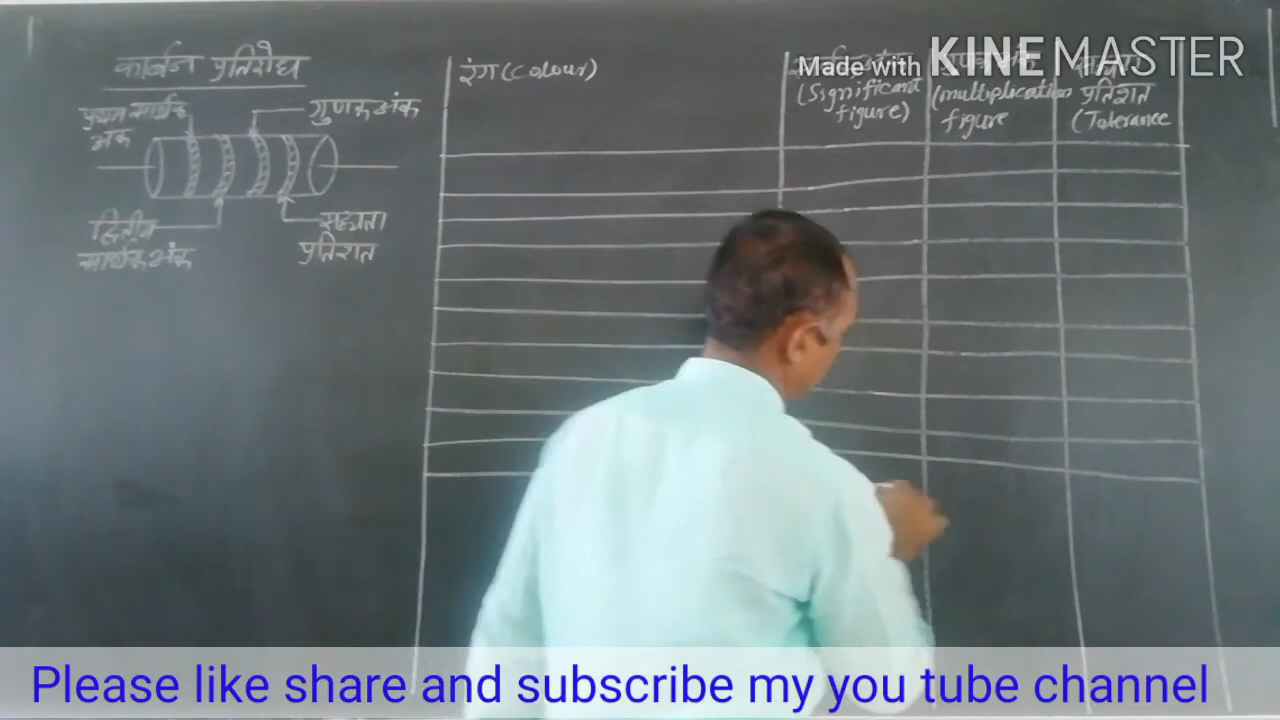 कार्बन प्रतिरोध
प्रथम सार्थक
अंक
गुणक अंक
द्वितीय
सार्थक अंक
सह्यता
प्रतिशत
रंग (Colour)
(Significant
figure)
(multiplication
figure
प्रतिशत
(Tolerance
Made with KINEMASTER
Please like share and subscribe my you tube channel